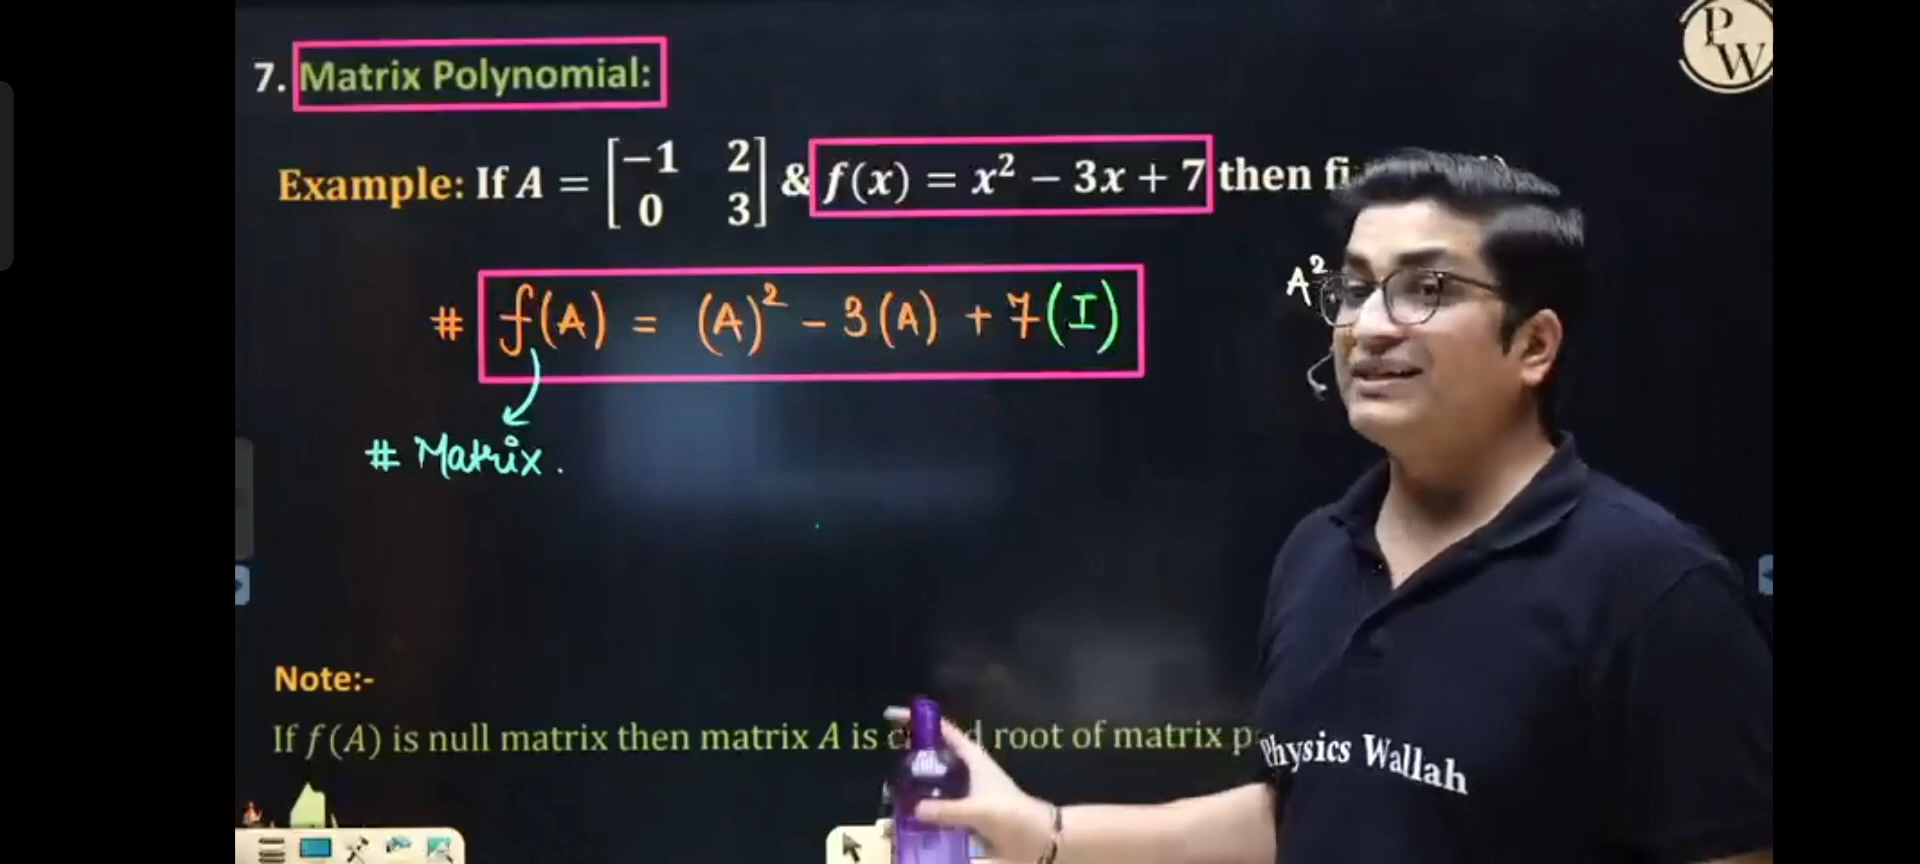 PW
7. Matrix Polynomial:
Example: If A = [−1 2; 0 3] & f(x) = x² − 3x + 7 then
# f(A) = (A)² − 3(A) + 7(I)
A²
# Matrix.
Note:-
If f(A) is null matrix then matrix A is root of matrix
Physics Wallah